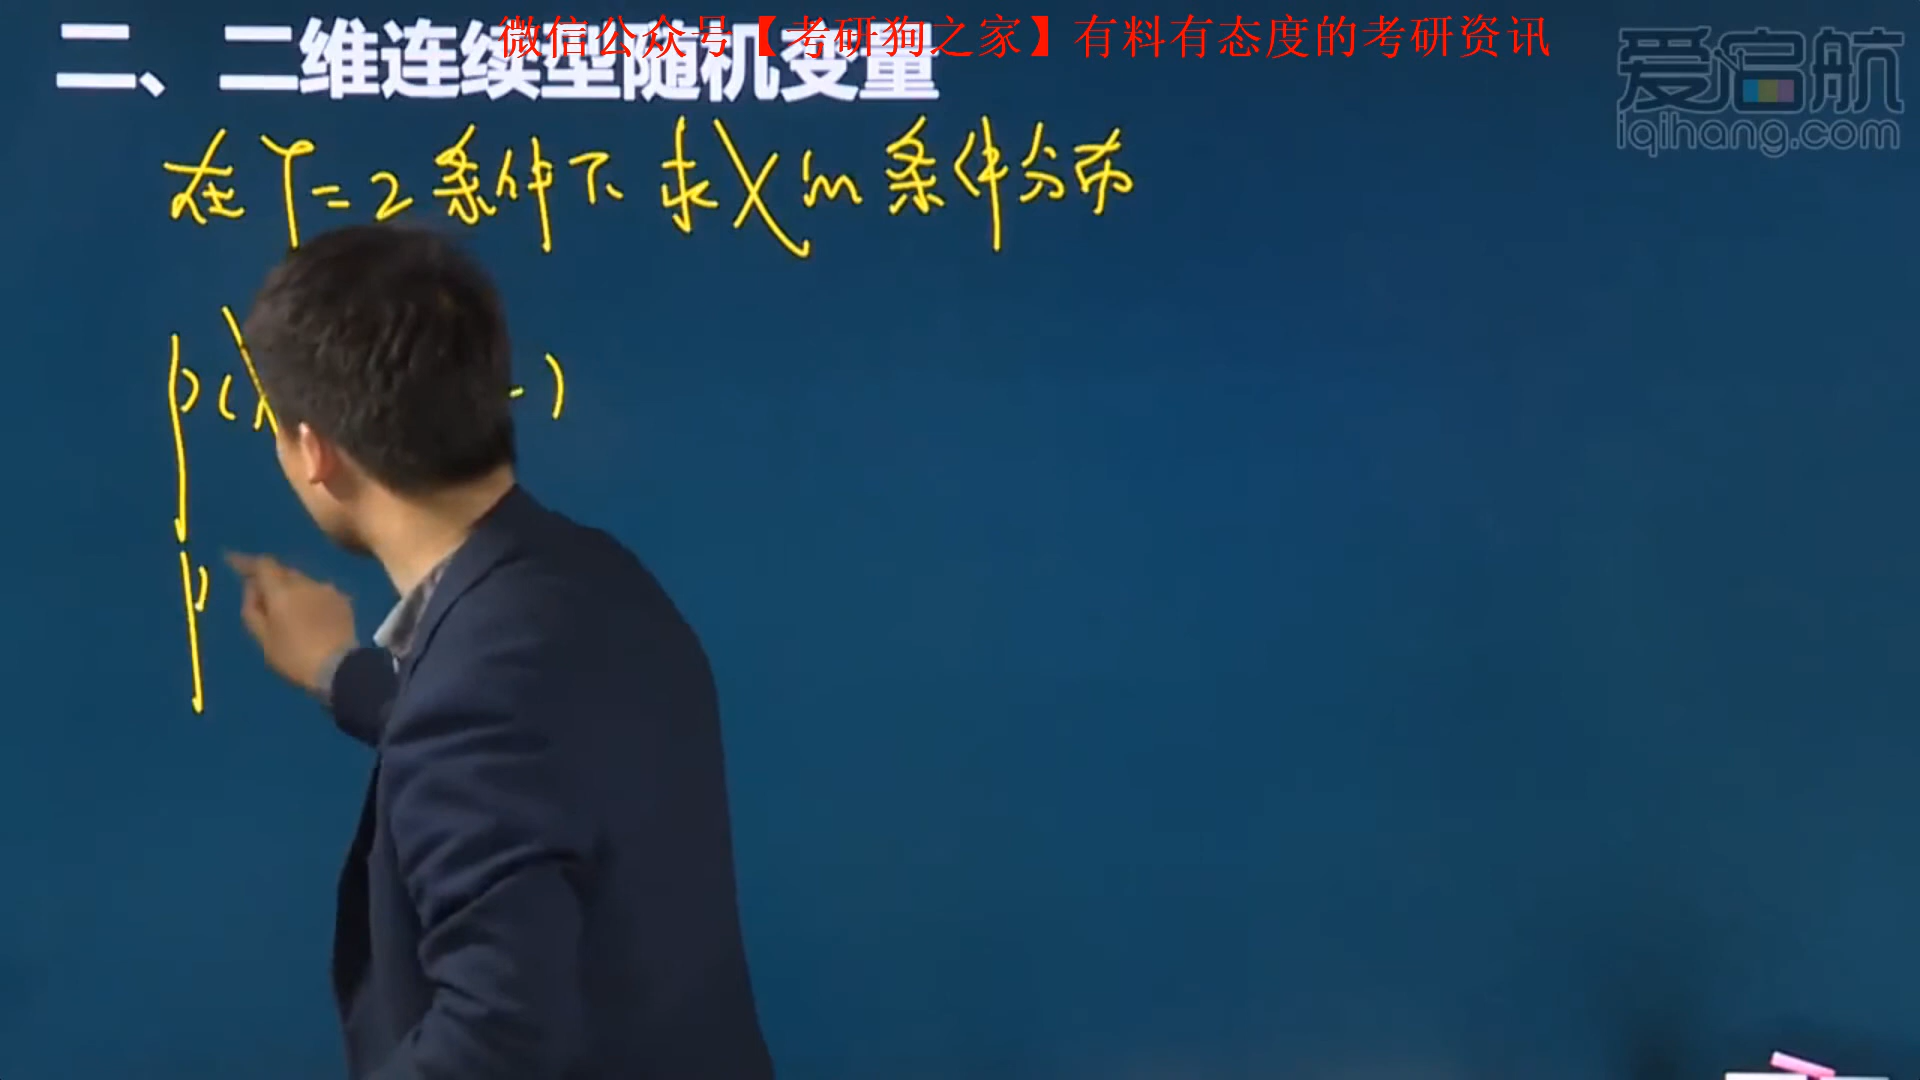 微信公众号【考研狗之家】有料有态度的考研资讯
二、二维连续型随机变量
爱启航
iqihang.com
在Y=2条件下求X的条件分布
P(
P